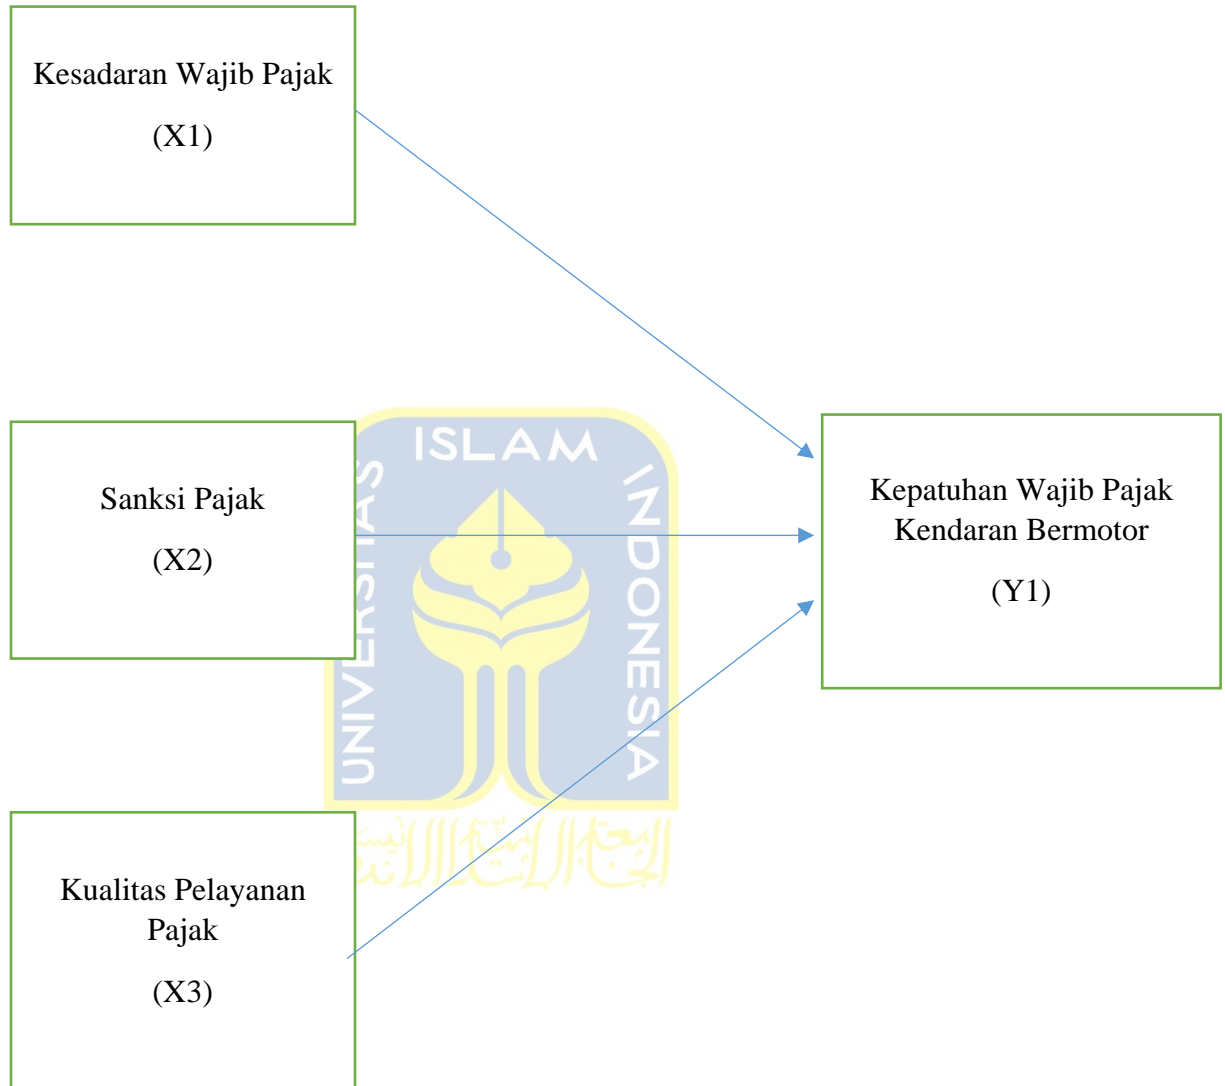 Kesadaran Wajib Pajak
(X1)
Sanksi Pajak
(X2)
Kualitas Pelayanan
Pajak
(X3)
Kepatuhan Wajib Pajak
Kendaran Bermotor
(Y1)
UNIVERSITAS
ISLAM
INDONESIA